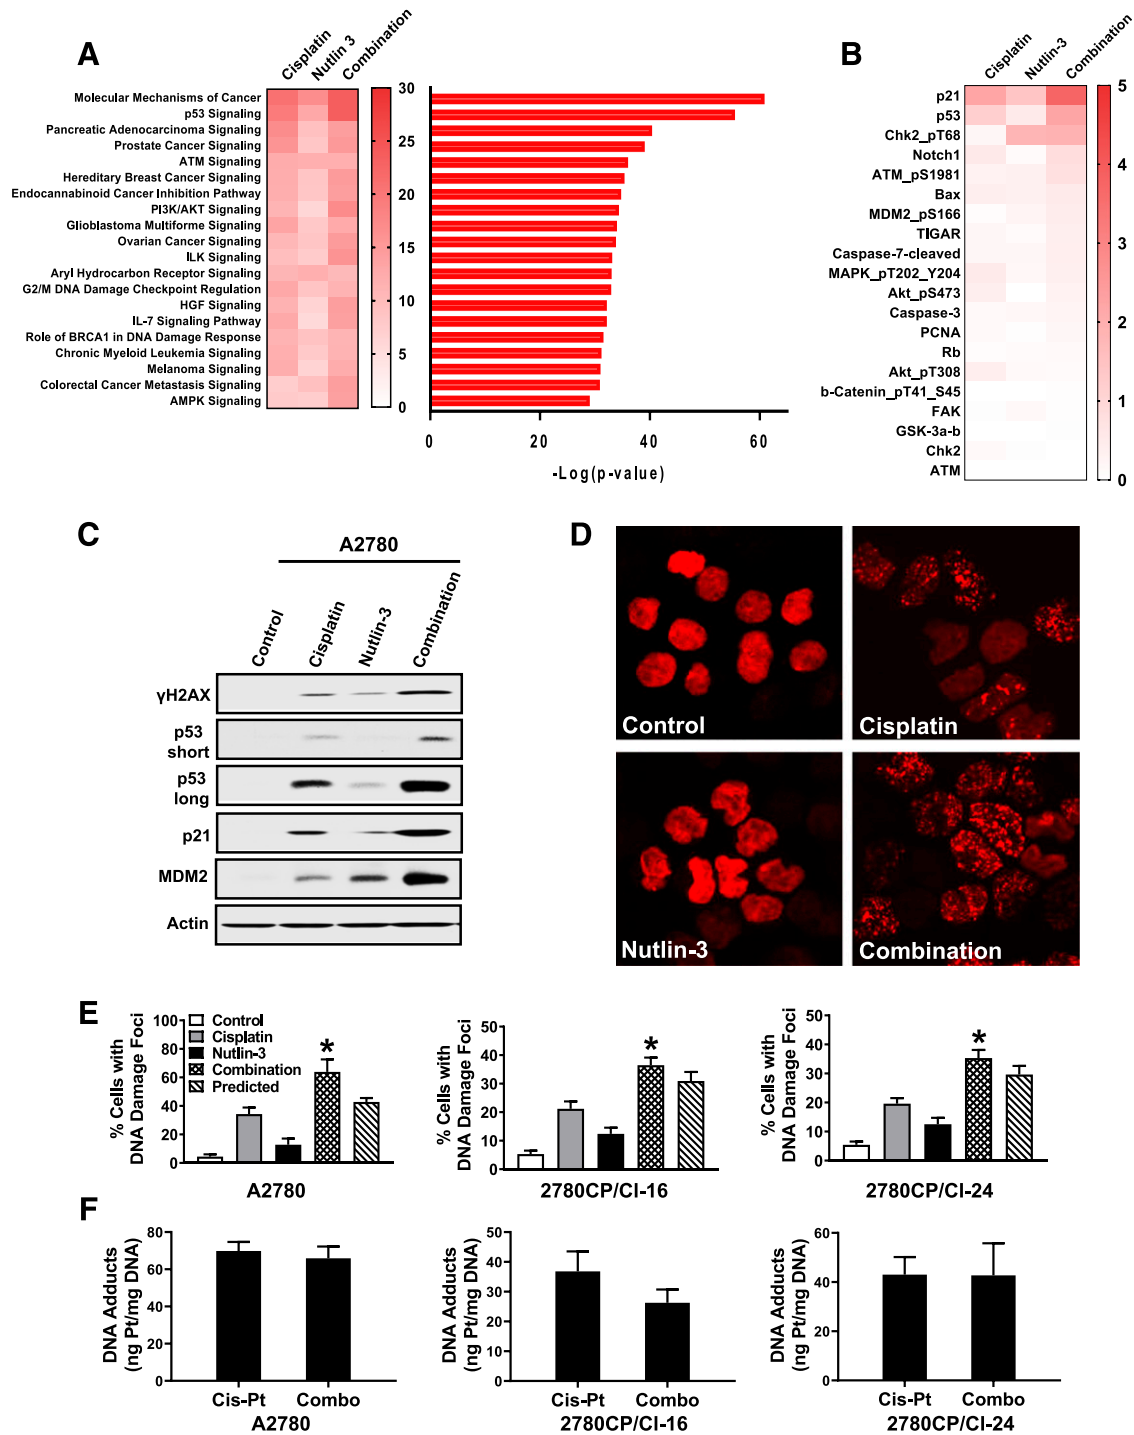 A
Cisplatin
Nutlin 3
Combination
Molecular Mechanisms of Cancer
p53 Signaling
Pancreatic Adenocarcinoma Signaling
Prostate Cancer Signaling
ATM Signaling
Hereditary Breast Cancer Signaling
Endocannabinoid Cancer Inhibition Pathway
PI3K/AKT Signaling
Glioblastoma Multiforme Signaling
Ovarian Cancer Signaling
ILK Signaling
Aryl Hydrocarbon Receptor Signaling
G2/M DNA Damage Checkpoint Regulation
HGF Signaling
IL-7 Signaling Pathway
Role of BRCA1 in DNA Damage Response
Chronic Myeloid Leukemia Signaling
Melanoma Signaling
Colorectal Cancer Metastasis Signaling
AMPK Signaling
30
25
20
15
10
5
0
0 20 40 60
-Log(p-value)
B
Cisplatin
Nutlin-3
Combination
p21
p53
Chk2_pT68
Notch1
ATM_pS1981
Bax
MDM2_pS166
TIGAR
Caspase-7-cleaved
MAPK_pT202_Y204
Akt_pS473
Caspase-3
PCNA
Rb
Akt_pT308
b-Catenin_pT41_S45
FAK
GSK-3a-b
Chk2
ATM
5
4
3
2
1
0
C
A2780
Control
Cisplatin
Nutlin-3
Combination
γH2AX
p53
short
p53
long
p21
MDM2
Actin
D
Control
Cisplatin
Nutlin-3
Combination
E
% Cells with
DNA Damage Foci
100
80
60
40
20
0
Control
Cisplatin
Nutlin-3
Combination
Predicted
*
A2780
% Cells with
DNA Damage Foci
50
40
30
20
10
0
*
2780CP/CI-16
% Cells with
DNA Damage Foci
50
40
30
20
10
0
*
2780CP/CI-24
F
DNA Adducts
(ng Pt/mg DNA)
80
60
40
20
0
Cis-Pt Combo
A2780
DNA Adducts
(ng Pt/mg DNA)
50
40
30
20
10
0
Cis-Pt Combo
2780CP/CI-16
DNA Adducts
(ng Pt/mg DNA)
60
40
20
0
Cis-Pt Combo
2780CP/CI-24